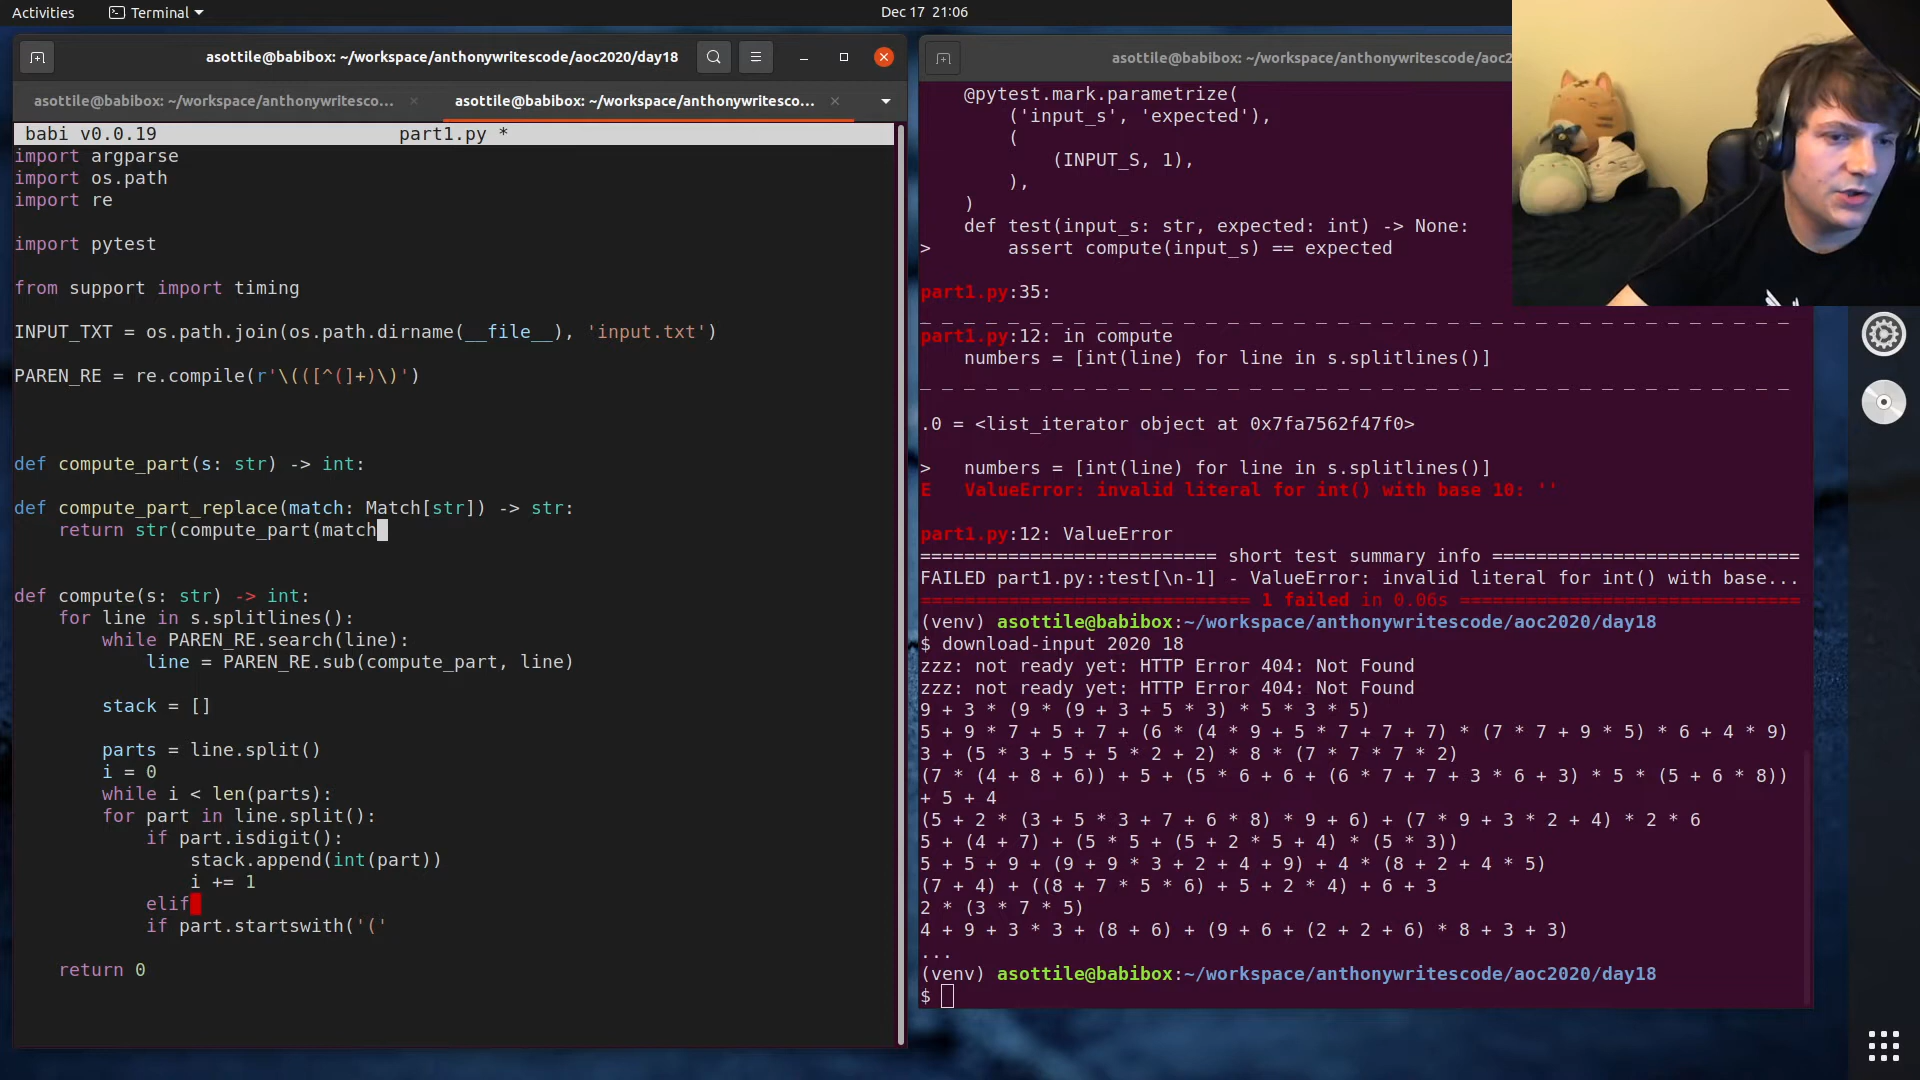 Activities
Terminal
Dec 17 21:06
asottile@babibox: ~/workspace/anthonywritescode/aoc2020/day18
asottile@babibox: ~/workspace/anthonywritesco...
asottile@babibox: ~/workspace/anthonywritesco...
babi v0.0.19 part1.py *
import argparse
import os.path
import re
import pytest
from support import timing
INPUT_TXT = os.path.join(os.path.dirname(__file__), 'input.txt')
PAREN_RE = re.compile(r'\(([^(]+)\)')
def compute_part(s: str) -> int:
def compute_part_replace(match: Match[str]) -> str:
    return str(compute_part(match
def compute(s: str) -> int:
    for line in s.splitlines():
        while PAREN_RE.search(line):
            line = PAREN_RE.sub(compute_part, line)
        stack = []
        parts = line.split()
        i = 0
        while i < len(parts):
        for part in line.split():
            if part.isdigit():
                stack.append(int(part))
                i += 1
            elif
            if part.startswith('('
    return 0
asottile@babibox: ~/workspace/anthonywritescode/aoc2
    @pytest.mark.parametrize(
        ('input_s', 'expected'),
        (
            (INPUT_S, 1),
        ),
    )
    def test(input_s: str, expected: int) -> None:
>       assert compute(input_s) == expected
part1.py:35:
_ _ _ _ _ _ _ _ _ _ _ _ _ _ _ _ _ _ _ _ _ _ _ _ _ _ _ _ _ _ _ _ _ _ _ _ _ _ _ _
part1.py:12: in compute
    numbers = [int(line) for line in s.splitlines()]
_ _ _ _ _ _ _ _ _ _ _ _ _ _ _ _ _ _ _ _ _ _ _ _ _ _ _ _ _ _ _ _ _ _ _ _ _ _ _ _
.0 = <list_iterator object at 0x7fa7562f47f0>
>   numbers = [int(line) for line in s.splitlines()]
E   ValueError: invalid literal for int() with base 10: ''
part1.py:12: ValueError
=========================== short test summary info ============================
FAILED part1.py::test[\n-1] - ValueError: invalid literal for int() with base...
============================== 1 failed in 0.06s ===============================
(venv) asottile@babibox:~/workspace/anthonywritescode/aoc2020/day18
$ download-input 2020 18
zzz: not ready yet: HTTP Error 404: Not Found
zzz: not ready yet: HTTP Error 404: Not Found
9 + 3 * (9 * (9 + 3 + 5 * 3) * 5 * 3 * 5)
5 + 9 * 7 + 5 + 7 + (6 * (4 * 9 + 5 * 7 + 7 + 7) * (7 * 7 + 9 * 5) * 6 + 4 * 9)
3 + (5 * 3 + 5 + 5 * 2 + 2) * 8 * (7 * 7 * 7 * 2)
(7 * (4 + 8 + 6)) + 5 + (5 * 6 + 6 + (6 * 7 + 7 + 3 * 6 + 3) * 5 * (5 + 6 * 8))
+ 5 + 4
(5 + 2 * (3 + 5 * 3 + 7 + 6 * 8) * 9 + 6) + (7 * 9 + 3 * 2 + 4) * 2 * 6
5 + (4 + 7) + (5 * 5 + (5 + 2 * 5 + 4) * (5 * 3))
5 + 5 + 9 + (9 + 9 * 3 + 2 + 4 + 9) + 4 * (8 + 2 + 4 * 5)
(7 + 4) + ((8 + 7 * 5 * 6) + 5 + 2 * 4) + 6 + 3
2 * (3 * 7 * 5)
4 + 9 + 3 * 3 + (8 + 6) + (9 + 6 + (2 + 2 + 6) * 8 + 3 + 3)
...
(venv) asottile@babibox:~/workspace/anthonywritescode/aoc2020/day18
$